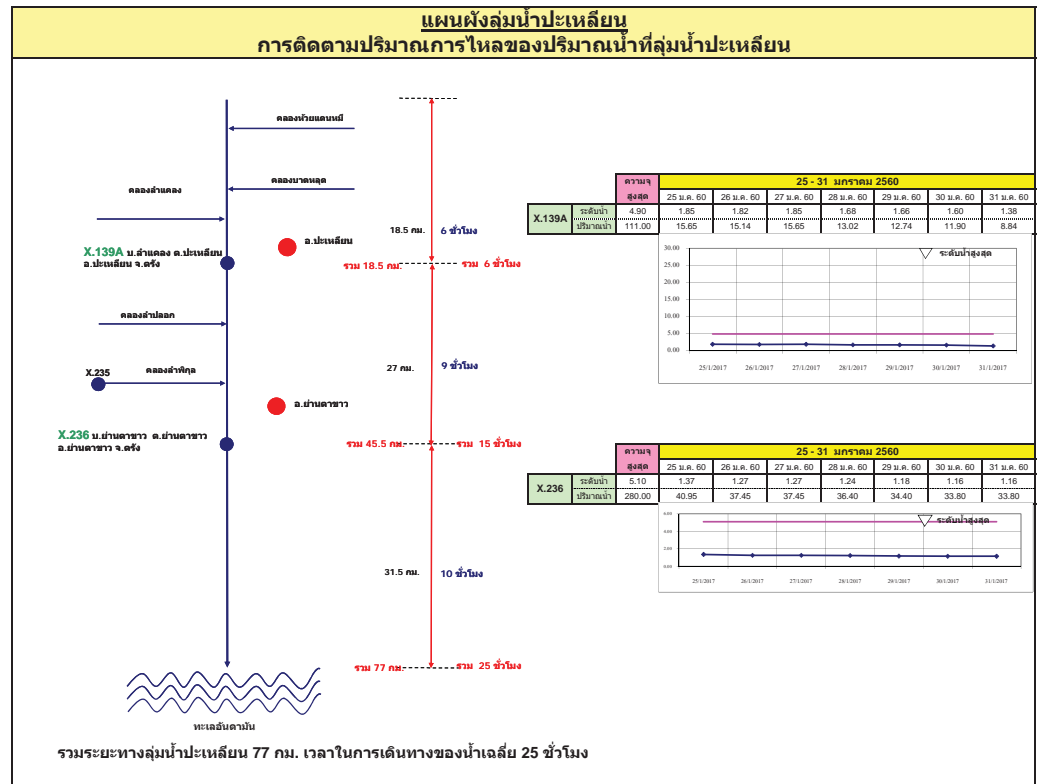 แผนผังลุ่มน้ำปะเหลียน
การติดตามปริมาณการไหลของปริมาณน้ำที่ลุ่มน้ำปะเหลียน
คลองห้วยแดนหมี
คลองบาดหลุด
คลองลำแคลง
18.5 กม.
6 ชั่วโมง
อ.ปะเหลียน
X.139A บ.ลำแคลง ต.ปะเหลียน
อ.ปะเหลียน จ.ตรัง
รวม 18.5 กม.
รวม 6 ชั่วโมง
คลองลำปลอก
27 กม.
9 ชั่วโมง
X.235
คลองลำพิกุล
อ.ย่านตาขาว
X.236 บ.ย่านตาขาว ต.ย่านตาขาว
อ.ย่านตาขาว จ.ตรัง
รวม 45.5 กม.
รวม 15 ชั่วโมง
31.5 กม.
10 ชั่วโมง
รวม 77 กม.
รวม 25 ชั่วโมง
ทะเลอันดามัน
รวมระยะทางลุ่มน้ำปะเหลียน 77 กม. เวลาในการเดินทางของน้ำเฉลี่ย 25 ชั่วโมง
ความจุ 25 - 31 มกราคม 2560
สูงสุด 25 ม.ค. 60 26 ม.ค. 60 27 ม.ค. 60 28 ม.ค. 60 29 ม.ค. 60 30 ม.ค. 60 31 ม.ค. 60
X.139A
ระดับน้ำ 4.90 1.85 1.82 1.85 1.68 1.66 1.60 1.38
ปริมาณน้ำ 111.00 15.65 15.14 15.65 13.02 12.74 11.90 8.84
ระดับน้ำสูงสุด
30.00
25.00
20.00
15.00
10.00
5.00
0.00
25/1/2017 26/1/2017 27/1/2017 28/1/2017 29/1/2017 30/1/2017 31/1/2017
ความจุ 25 - 31 มกราคม 2560
สูงสุด 25 ม.ค. 60 26 ม.ค. 60 27 ม.ค. 60 28 ม.ค. 60 29 ม.ค. 60 30 ม.ค. 60 31 ม.ค. 60
X.236
ระดับน้ำ 5.10 1.37 1.27 1.27 1.24 1.18 1.16 1.16
ปริมาณน้ำ 280.00 40.95 37.45 37.45 36.40 34.40 33.80 33.80
ระดับน้ำสูงสุด
6.00
4.00
2.00
0.00
25/1/2017 26/1/2017 27/1/2017 28/1/2017 29/1/2017 30/1/2017 31/1/2017